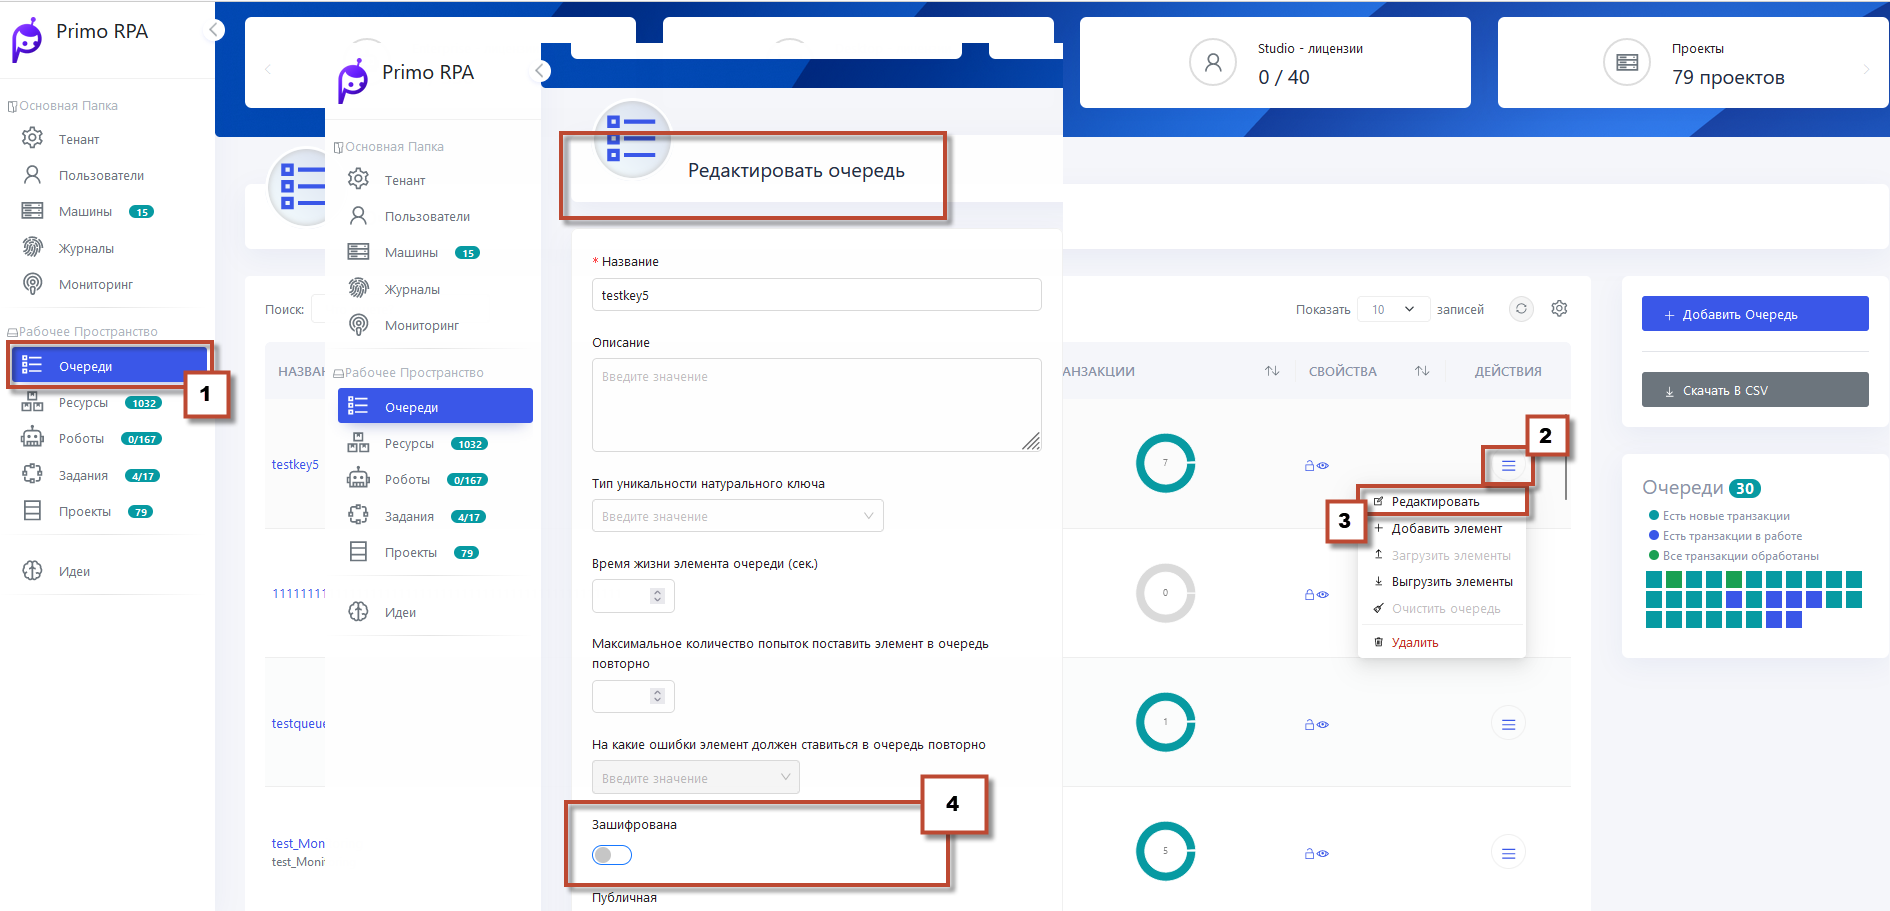 Primo RPA
Основная Папка
Тенант
Пользователи
Машины 15
Журналы
Мониторинг
Рабочее Пространство
Очереди
1
Ресурсы 1032
Роботы 0/167
Задания 4/17
Проекты 79
Идеи
Primo RPA
Основная Папка
Тенант
Пользователи
Машины 15
Журналы
Мониторинг
Рабочее Пространство
Очереди
Ресурсы 1032
Роботы 0/167
Задания 4/17
Проекты 79
Идеи
Studio - лицензии
0 / 40
Проекты
79 проектов
Редактировать очередь
* Название
testkey5
Описание
Введите значение
Тип уникальности натурального ключа
Введите значение
Время жизни элемента очереди (сек.)
Максимальное количество попыток поставить элемент в очередь
повторно
На какие ошибки элемент должен ставиться в очередь повторно
Введите значение
4
Зашифрована
Публичная
Поиск:
НАЗВАН
testkey5
11111111
testqueue
test_Mon
test_Moni
Показать 10 записей
АНЗАКЦИИ СВОЙСТВА ДЕЙСТВИЯ
7
0
1
5
2
3
Редактировать
Добавить элемент
Загрузить элементы
Выгрузить элементы
Очистить очередь
Удалить
+ Добавить Очередь
Скачать В CSV
Очереди 30
Есть новые транзакции
Есть транзакции в работе
Все транзакции обработаны